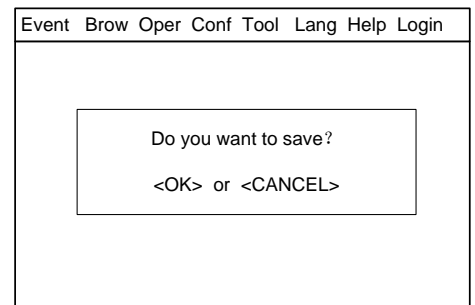 Event Brow Oper Conf Tool Lang Help Login
Do you want to save？
<OK> or <CANCEL>